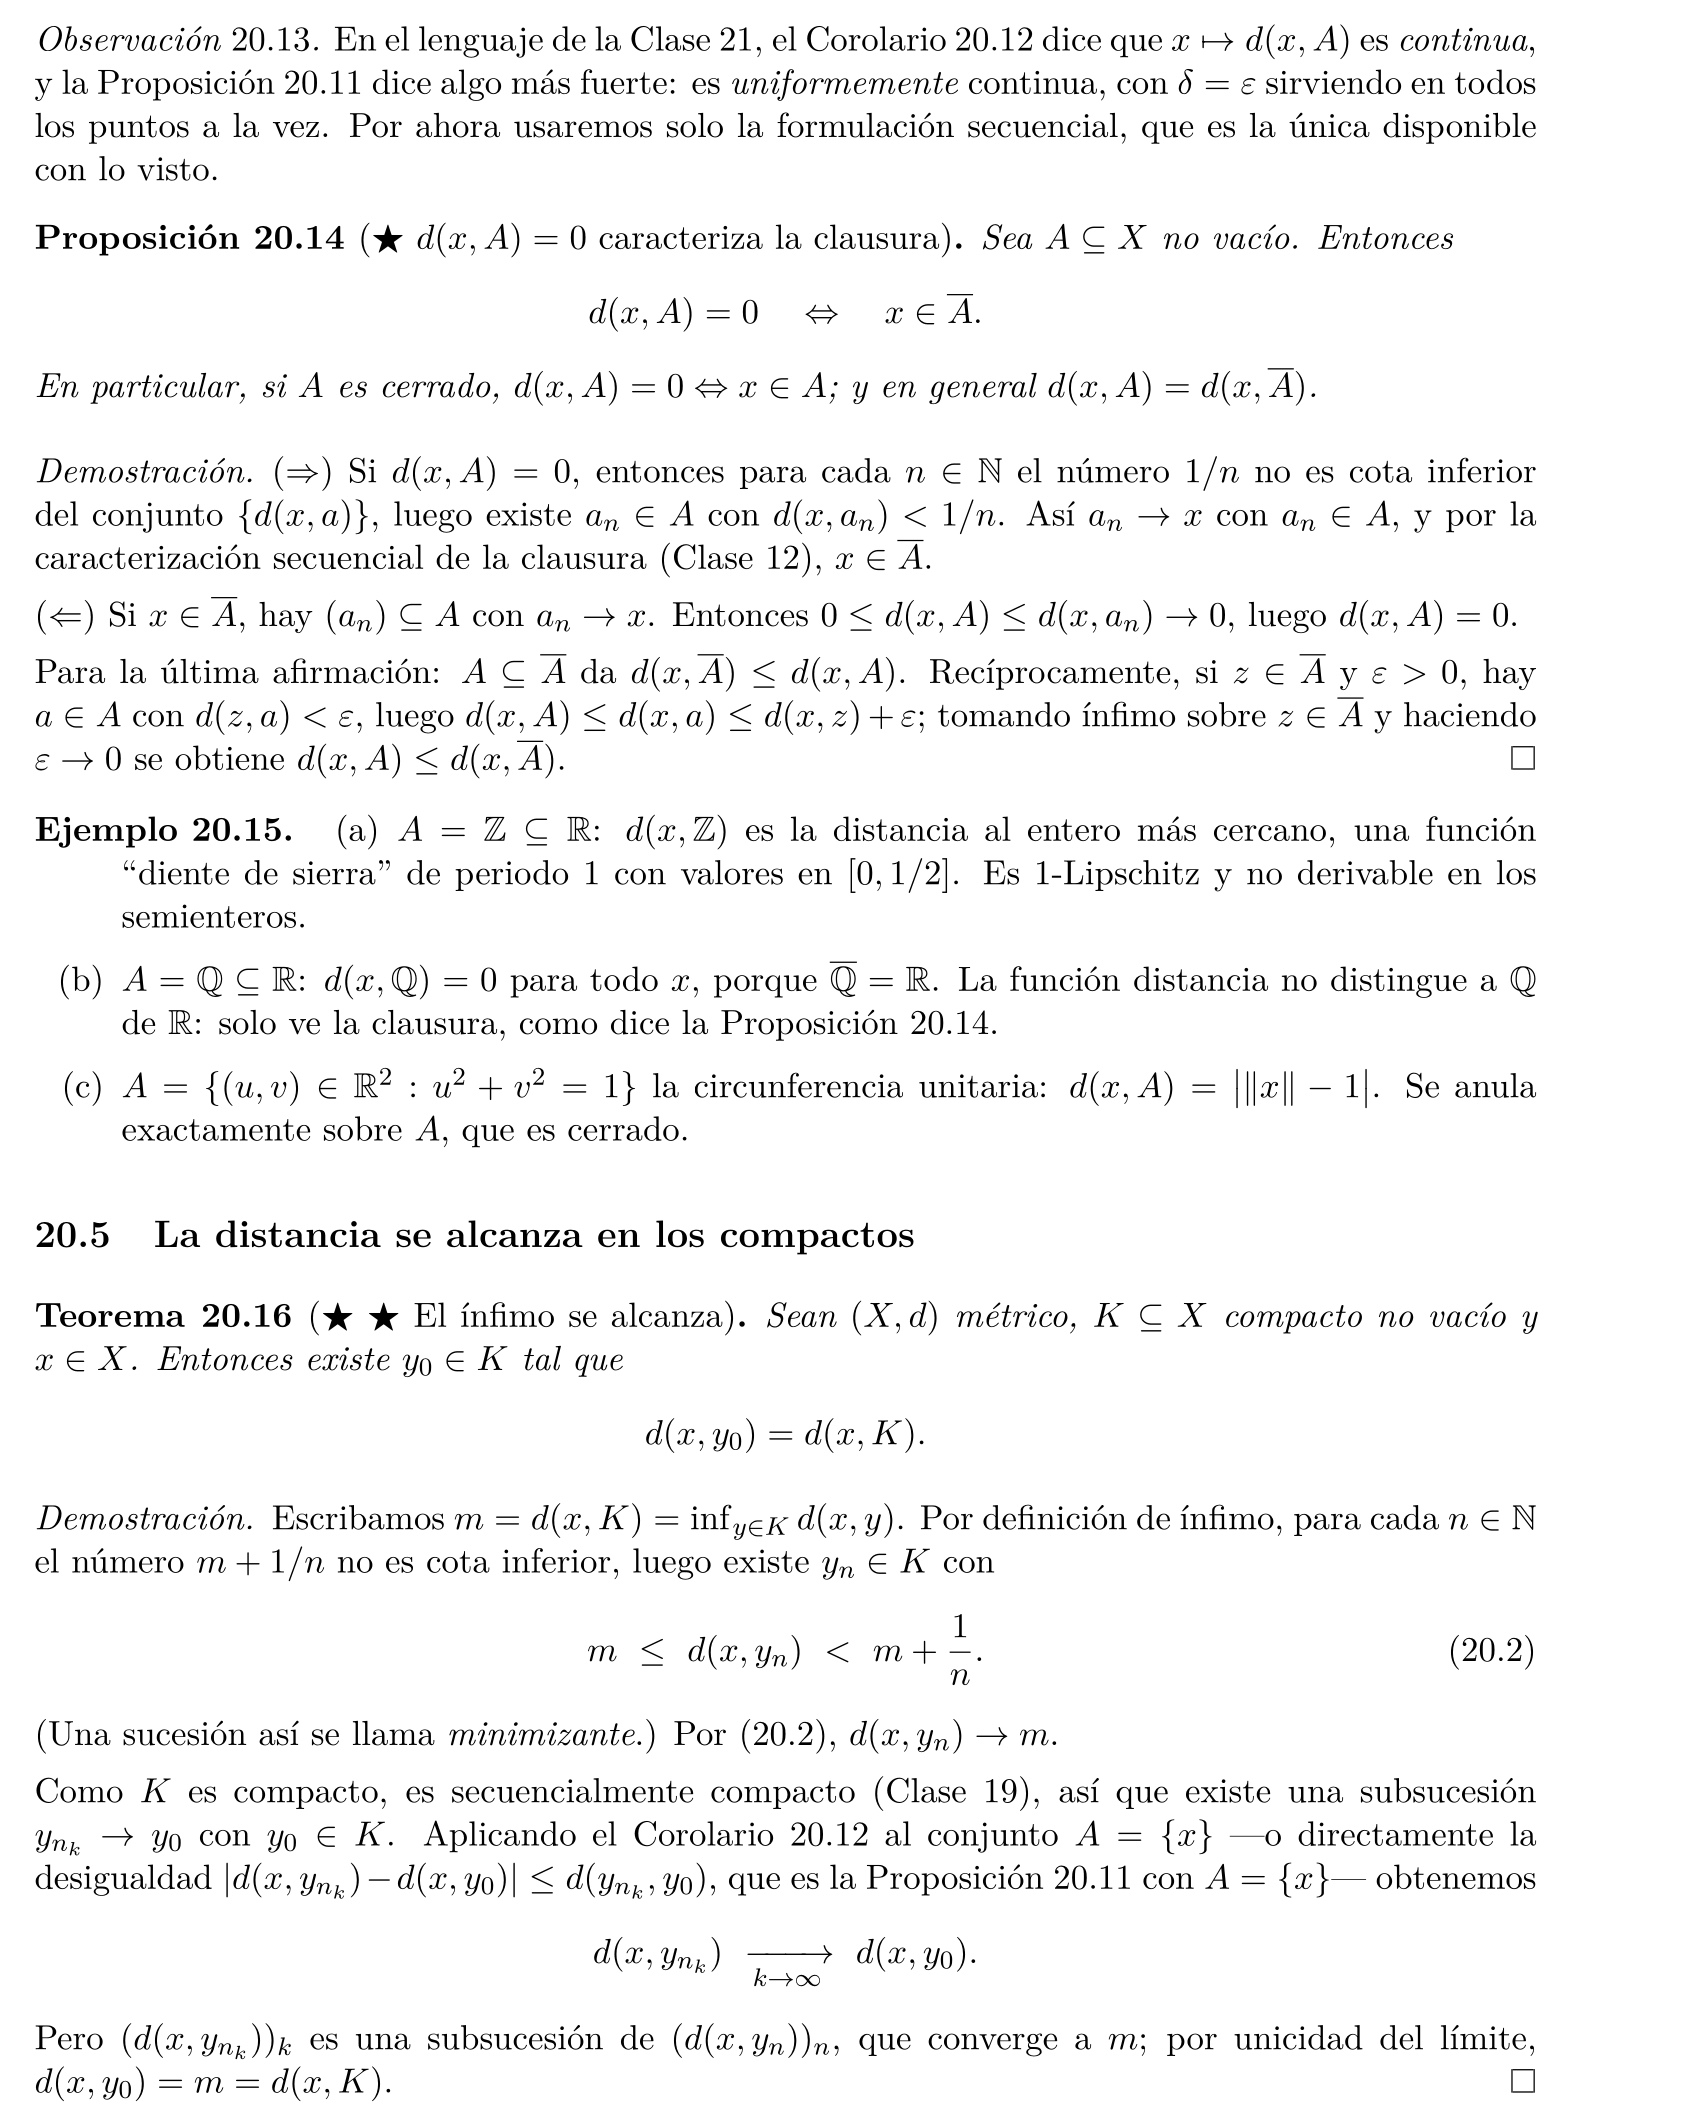 Observación 20.13. En el lenguaje de la Clase 21, el Corolario 20.12 dice que x ↦ d(x, A) es continua,
y la Proposición 20.11 dice algo más fuerte: es uniformemente continua, con δ = ε sirviendo en todos
los puntos a la vez. Por ahora usaremos solo la formulación secuencial, que es la única disponible
con lo visto.
Proposición 20.14 (★ d(x, A) = 0 caracteriza la clausura). Sea A ⊆ X no vacío. Entonces
d(x, A) = 0 ⇔ x ∈ A̅.
En particular, si A es cerrado, d(x, A) = 0 ⇔ x ∈ A; y en general d(x, A) = d(x, A̅).
Demostración. (⇒) Si d(x, A) = 0, entonces para cada n ∈ ℕ el número 1/n no es cota inferior
del conjunto {d(x, a)}, luego existe aₙ ∈ A con d(x, aₙ) < 1/n. Así aₙ → x con aₙ ∈ A, y por la
caracterización secuencial de la clausura (Clase 12), x ∈ A̅.
(⇐) Si x ∈ A̅, hay (aₙ) ⊆ A con aₙ → x. Entonces 0 ≤ d(x, A) ≤ d(x, aₙ) → 0, luego d(x, A) = 0.
Para la última afirmación: A ⊆ A̅ da d(x, A̅) ≤ d(x, A). Recíprocamente, si z ∈ A̅ y ε > 0, hay
a ∈ A con d(z, a) < ε, luego d(x, A) ≤ d(x, a) ≤ d(x, z) + ε; tomando ínfimo sobre z ∈ A̅ y haciendo
ε → 0 se obtiene d(x, A) ≤ d(x, A̅). □
Ejemplo 20.15. (a) A = ℤ ⊆ ℝ: d(x, ℤ) es la distancia al entero más cercano, una función
“diente de sierra” de periodo 1 con valores en [0, 1/2]. Es 1-Lipschitz y no derivable en los
semienteros.
(b) A = ℚ ⊆ ℝ: d(x, ℚ) = 0 para todo x, porque ℚ̅ = ℝ. La función distancia no distingue a ℚ
de ℝ: solo ve la clausura, como dice la Proposición 20.14.
(c) A = {(u, v) ∈ ℝ² : u² + v² = 1} la circunferencia unitaria: d(x, A) = |‖x‖ − 1|. Se anula
exactamente sobre A, que es cerrado.
20.5 La distancia se alcanza en los compactos
Teorema 20.16 (★ ★ El ínfimo se alcanza). Sean (X, d) métrico, K ⊆ X compacto no vacío y
x ∈ X. Entonces existe y₀ ∈ K tal que
d(x, y₀) = d(x, K).
Demostración. Escribamos m = d(x, K) = inf_{y∈K} d(x, y). Por definición de ínfimo, para cada n ∈ ℕ
el número m + 1/n no es cota inferior, luego existe yₙ ∈ K con
m ≤ d(x, yₙ) < m + 1/n. (20.2)
(Una sucesión así se llama minimizante.) Por (20.2), d(x, yₙ) → m.
Como K es compacto, es secuencialmente compacto (Clase 19), así que existe una subsucesión
y_{n_k} → y₀ con y₀ ∈ K. Aplicando el Corolario 20.12 al conjunto A = {x} —o directamente la
desigualdad |d(x, y_{n_k}) − d(x, y₀)| ≤ d(y_{n_k}, y₀), que es la Proposición 20.11 con A = {x}— obtenemos
d(x, y_{n_k}) ⟶_{k→∞} d(x, y₀).
Pero (d(x, y_{n_k}))_k es una subsucesión de (d(x, yₙ))ₙ, que converge a m; por unicidad del límite,
d(x, y₀) = m = d(x, K). □